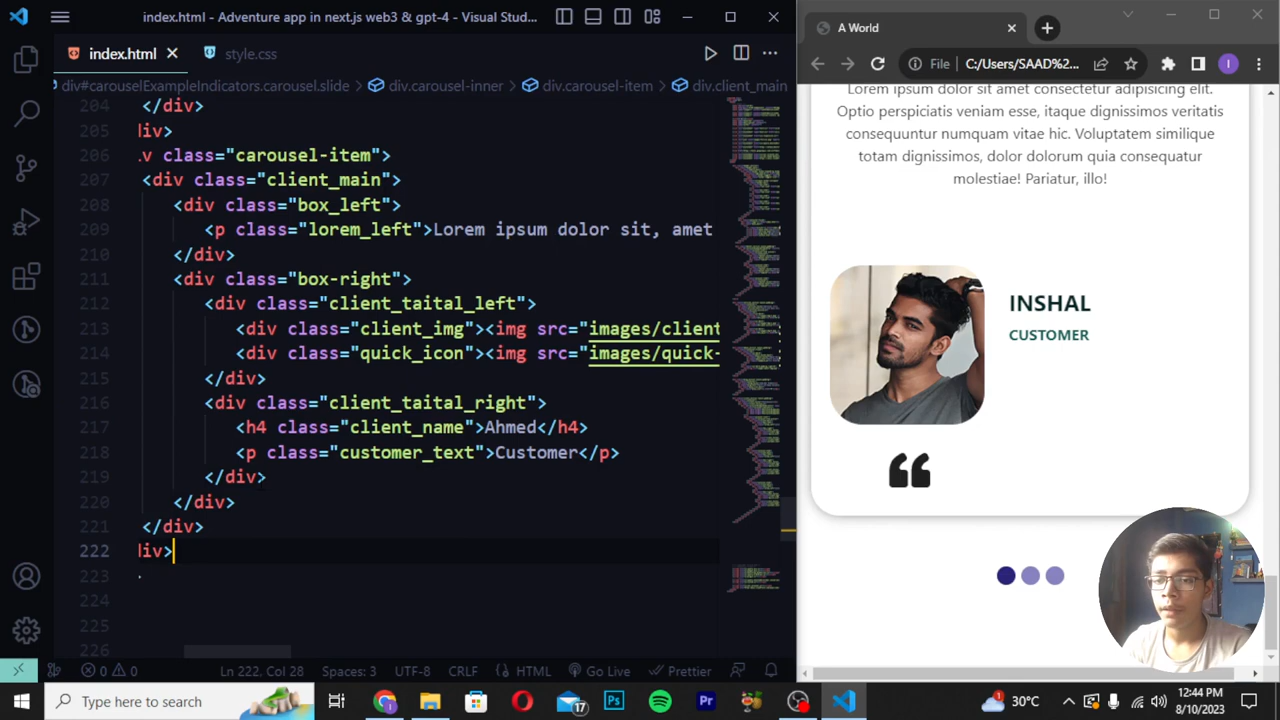 index.html - Adventure app in next.js web3 & gpt-4 - Visual Stud...
index.html
style.css
div#carouselExampleIndicators.carousel.slide
div.carousel-inner
div.carousel-item
div.client_main
204 </div>
205 liv>
206 .v class="carousel-item">
207 <div class="client_main">
208 <div class="box_left">
209 <p class="lorem_left">Lorem ipsum dolor sit, amet
210 </div>
211 <div class="box-right">
212 <div class="client_taital_left">
213 <div class="client_img"><img src="images/client
214 <div class="quick_icon"><img src="images/quick-
215 </div>
216 <div class="client_taital_right">
217 <h4 class="client_name">Ahmed</h4>
218 <p class="customer_text">Customer</p>
219 </div>
220 </div>
221 </div>
222 liv>
223
224
225
226
0 0 Ln 222, Col 28 Spaces: 3 UTF-8 CRLF HTML Go Live Prettier
A World
File C:/Users/SAAD%2...
I
Lorem ipsum dolor sit amet consectetur adipisicing elit.
Optio perspiciatis veniam esse, itaque dignissimos veritatis
consequuntur numquam vitae hic. Voluptatem similique
totam dignissimos, dolor dolorum quia consequatur
molestiae! Pariatur, illo!
INSHAL
CUSTOMER
Type here to search
Ps
17
Pr
1
30°C
12:44 PM
8/10/2023